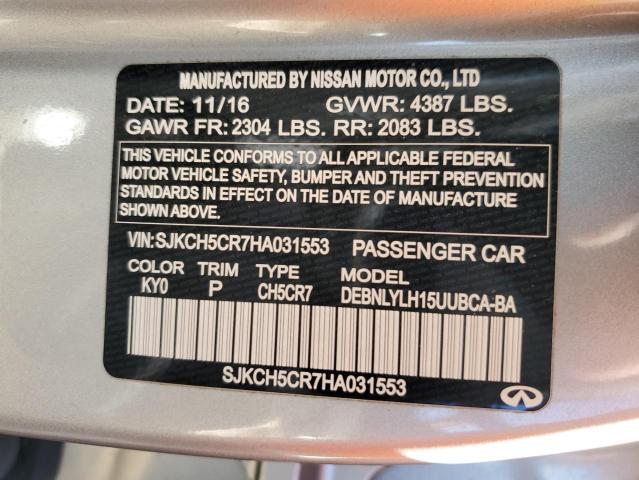 MANUFACTURED BY NISSAN MOTOR CO., LTD
DATE: 11/16 GVWR: 4387 LBS.
GAWR FR: 2304 LBS. RR: 2083 LBS.
THIS VEHICLE CONFORMS TO ALL APPLICABLE FEDERAL
MOTOR VEHICLE SAFETY, BUMPER AND THEFT PREVENTION
STANDARDS IN EFFECT ON THE DATE OF MANUFACTURE
SHOWN ABOVE.
VIN:SJKCH5CR7HA031553 PASSENGER CAR
COLOR TRIM TYPE MODEL
KY0 P CH5CR7 DEBNLYLH15UUBCA-BA
SJKCH5CR7HA031553